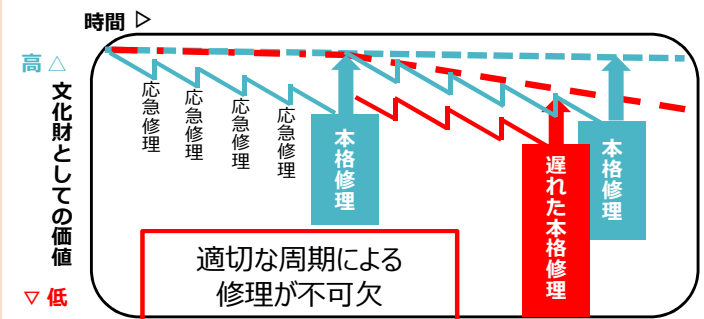 時間 ▷
高 △
文化財としての価値
▽ 低
応急修理
応急修理
応急修理
応急修理
本格修理
遅れた本格修理
本格修理
適切な周期による
修理が不可欠